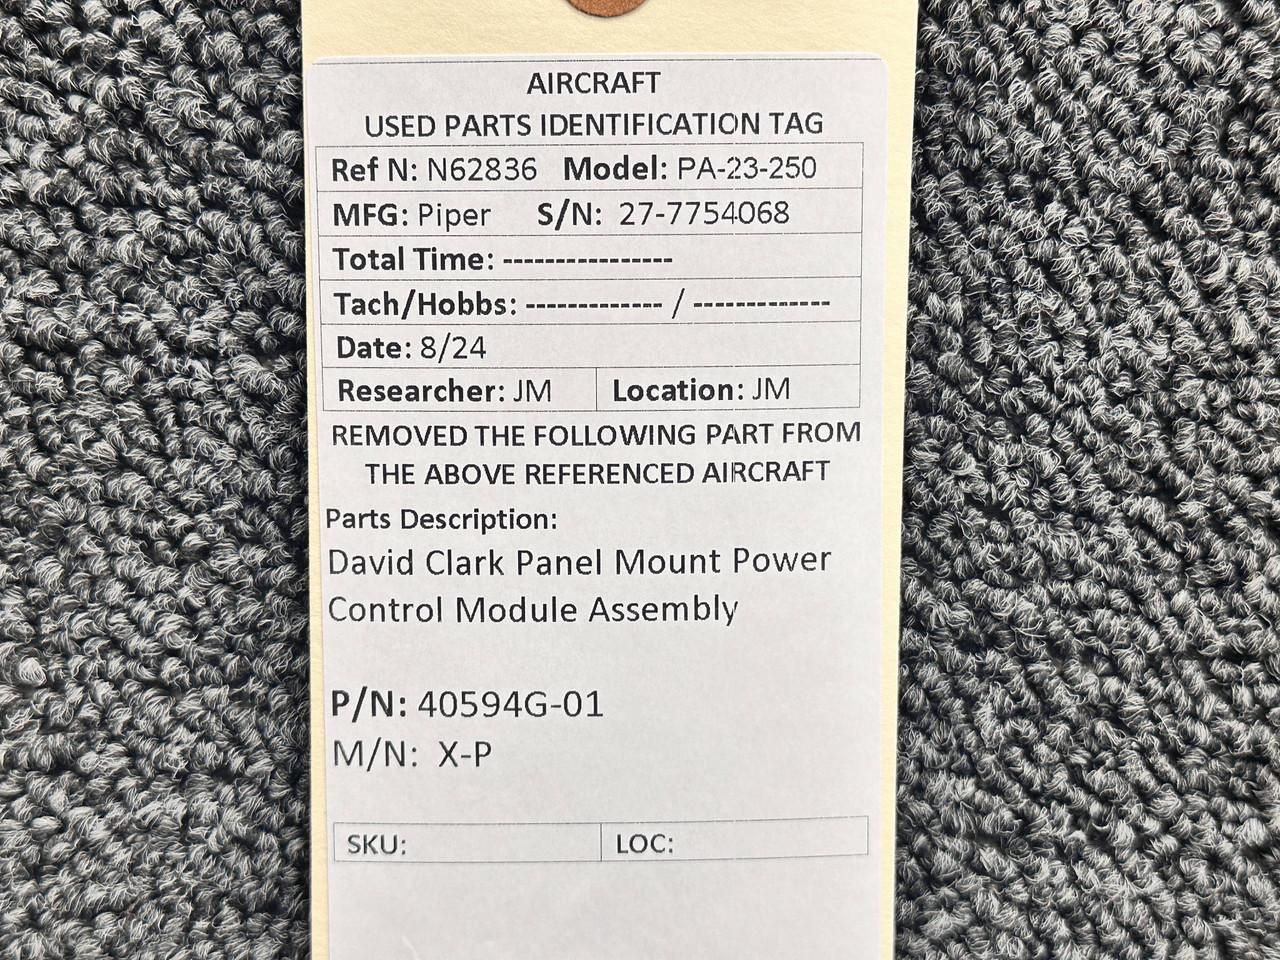 AIRCRAFT
USED PARTS IDENTIFICATION TAG
Ref N: N62836 Model: PA-23-250
MFG: Piper S/N: 27-7754068
Total Time: ----------------
Tach/Hobbs: ------------- / -------------
Date: 8/24
Researcher: JM Location: JM
REMOVED THE FOLLOWING PART FROM
THE ABOVE REFERENCED AIRCRAFT
Parts Description:
David Clark Panel Mount Power
Control Module Assembly
P/N: 40594G-01
M/N: X-P
SKU: LOC: